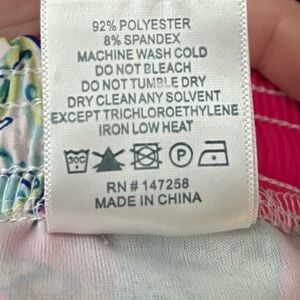 92% POLYESTER
8% SPANDEX
MACHINE WASH COLD
DO NOT BLEACH
DO NOT TUMBLE DRY
DRY CLEAN ANY SOLVENT
EXCEPT TRICHLOROETHYLENE
IRON LOW HEAT
30C P
RN # 147258
MADE IN CHINA